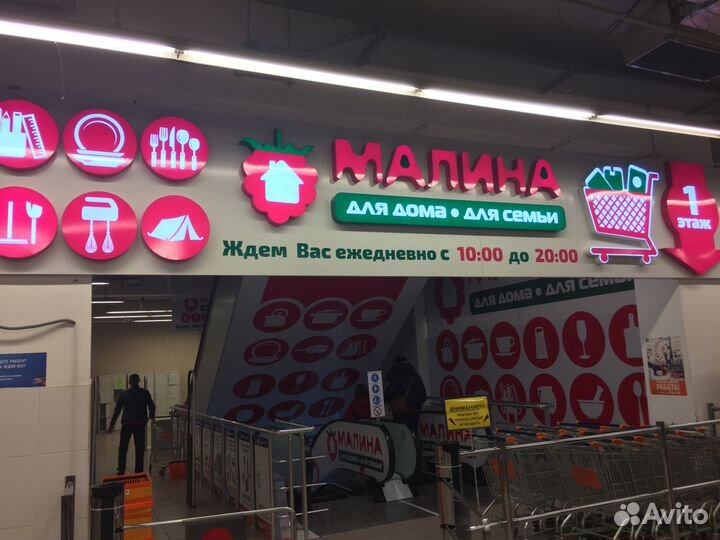 МАЛИНА
ДЛЯ ДОМА • ДЛЯ СЕМЬИ
Ждем Вас ежедневно с 10:00 до 20:00
1
этаж
ДЛЯ ДОМА • ДЛЯ СЕМЬИ
МАЛИНА
ДЛЯ ДОМА • ДЛЯ СЕМЬИ
МАЛИНА
ВНИМАНИЕ!
РАБОТА!
Avito